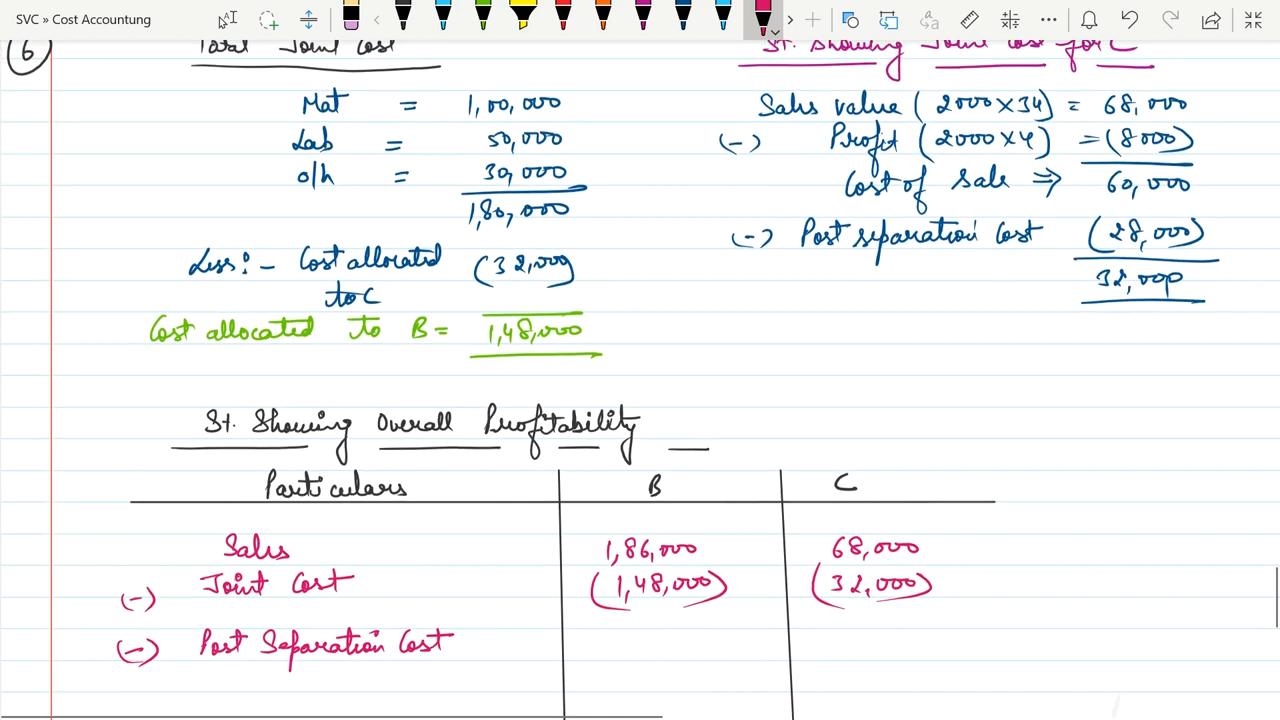 SVC » Cost Accountung
6
Total Joint Cost
Mat = 1,00,000
Lab = 50,000
o/h = 30,000
1,80,000
Less:- Cost allocated to C (32,000)
Cost allocated to B = 1,48,000
St. Showing Joint Cost for C
Sales value (2000×34) = 68,000
(-) Profit (2000×4) = (8000)
Cost of Sale ⇒ 60,000
(-) Post separation Cost (28,000)
32,000
St. Showing Overall Profitability
Particulars B C
Sales 1,86,000 68,000
(-) Joint Cost (1,48,000) (32,000)
(-) Post Separation Cost